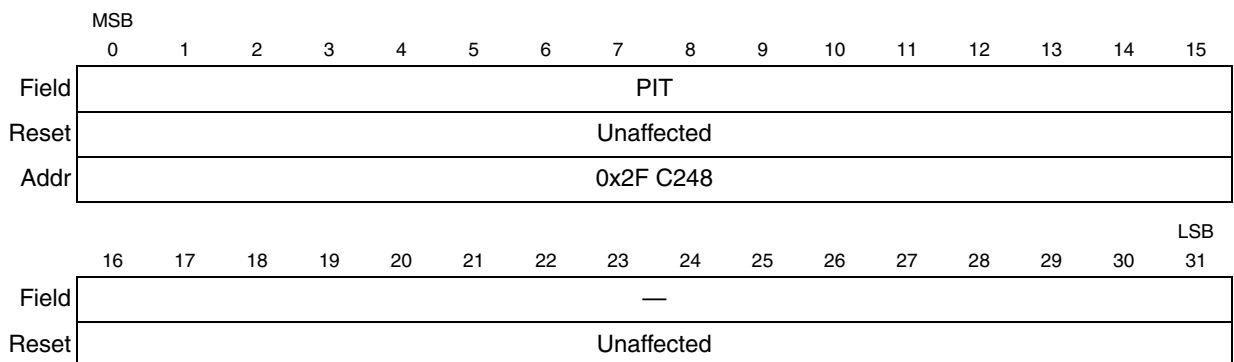 MSB
0 1 2 3 4 5 6 7 8 9 10 11 12 13 14 15
Field PIT
Reset Unaffected
Addr 0x2F C248
LSB
16 17 18 19 20 21 22 23 24 25 26 27 28 29 30 31
Field —
Reset Unaffected